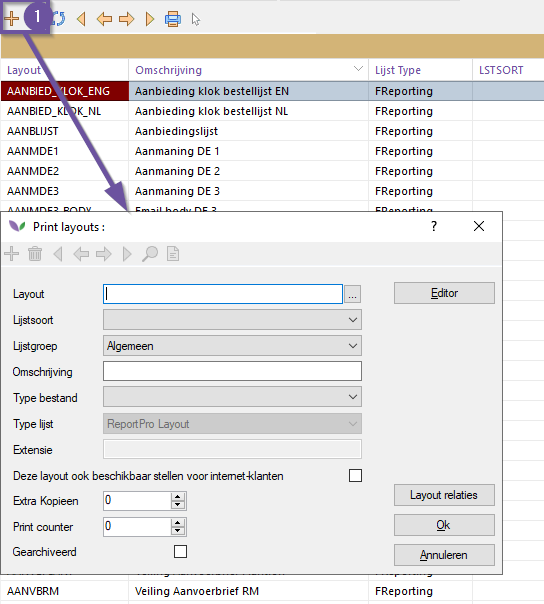 1
Layout Omschrijving Lijst Type LSTSORT
AANBIED_KLOK_ENG Aanbieding klok bestellijst EN FReporting
AANBIED_KLOK_NL Aanbieding klok bestellijst NL FReporting
AANBLIJST Aanbiedingslijst FReporting
AANMDE1 Aanmaning DE 1 FReporting
AANMDE2 Aanmaning DE 2 FReporting
AANMDE3 Aanmaning DE 3 FReporting
AANMDE3_BODY Email body DE 3 FReporting
Print layouts : ?
Layout ... Editor
Lijstsoort
Lijstgroep Algemeen
Omschrijving
Type bestand
Type lijst ReportPro Layout
Extensie
Deze layout ook beschikbaar stellen voor internet-klanten
Extra Kopieen 0 Layout relaties
Print counter 0 Ok
Gearchiveerd Annuleren
AANVBRM Veiling Aanvoerbrief RM FReporting